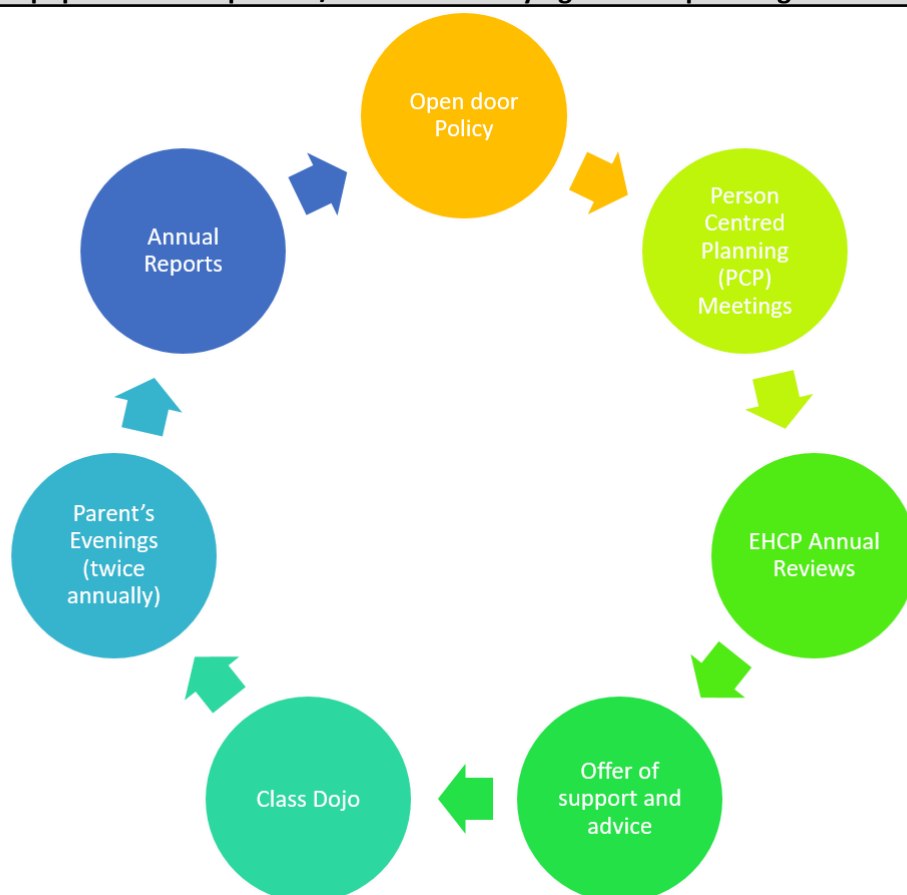 Open door
Policy
Person
Centred
Planning
(PCP)
Meetings
EHCP Annual
Reviews
Offer of
support and
advice
Class Dojo
Parent’s
Evenings
(twice
annually)
Annual
Reports